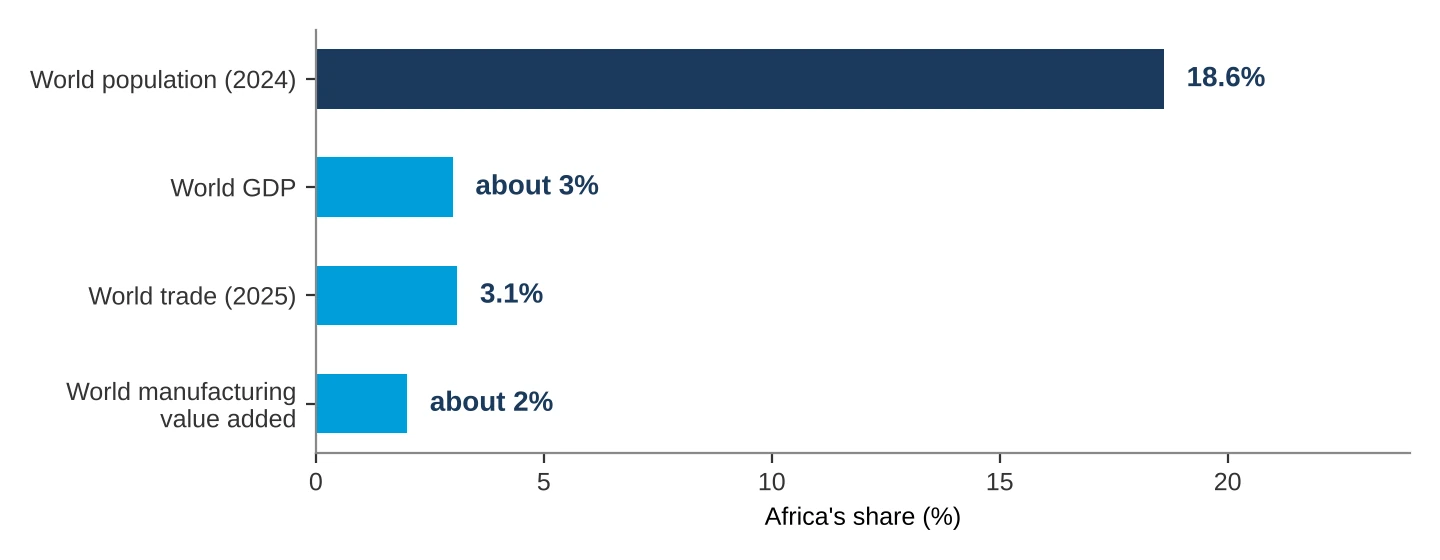 World population (2024)
18.6%
World GDP
about 3%
World trade (2025)
3.1%
World manufacturing
value added
about 2%
0 5 10 15 20
Africa's share (%)